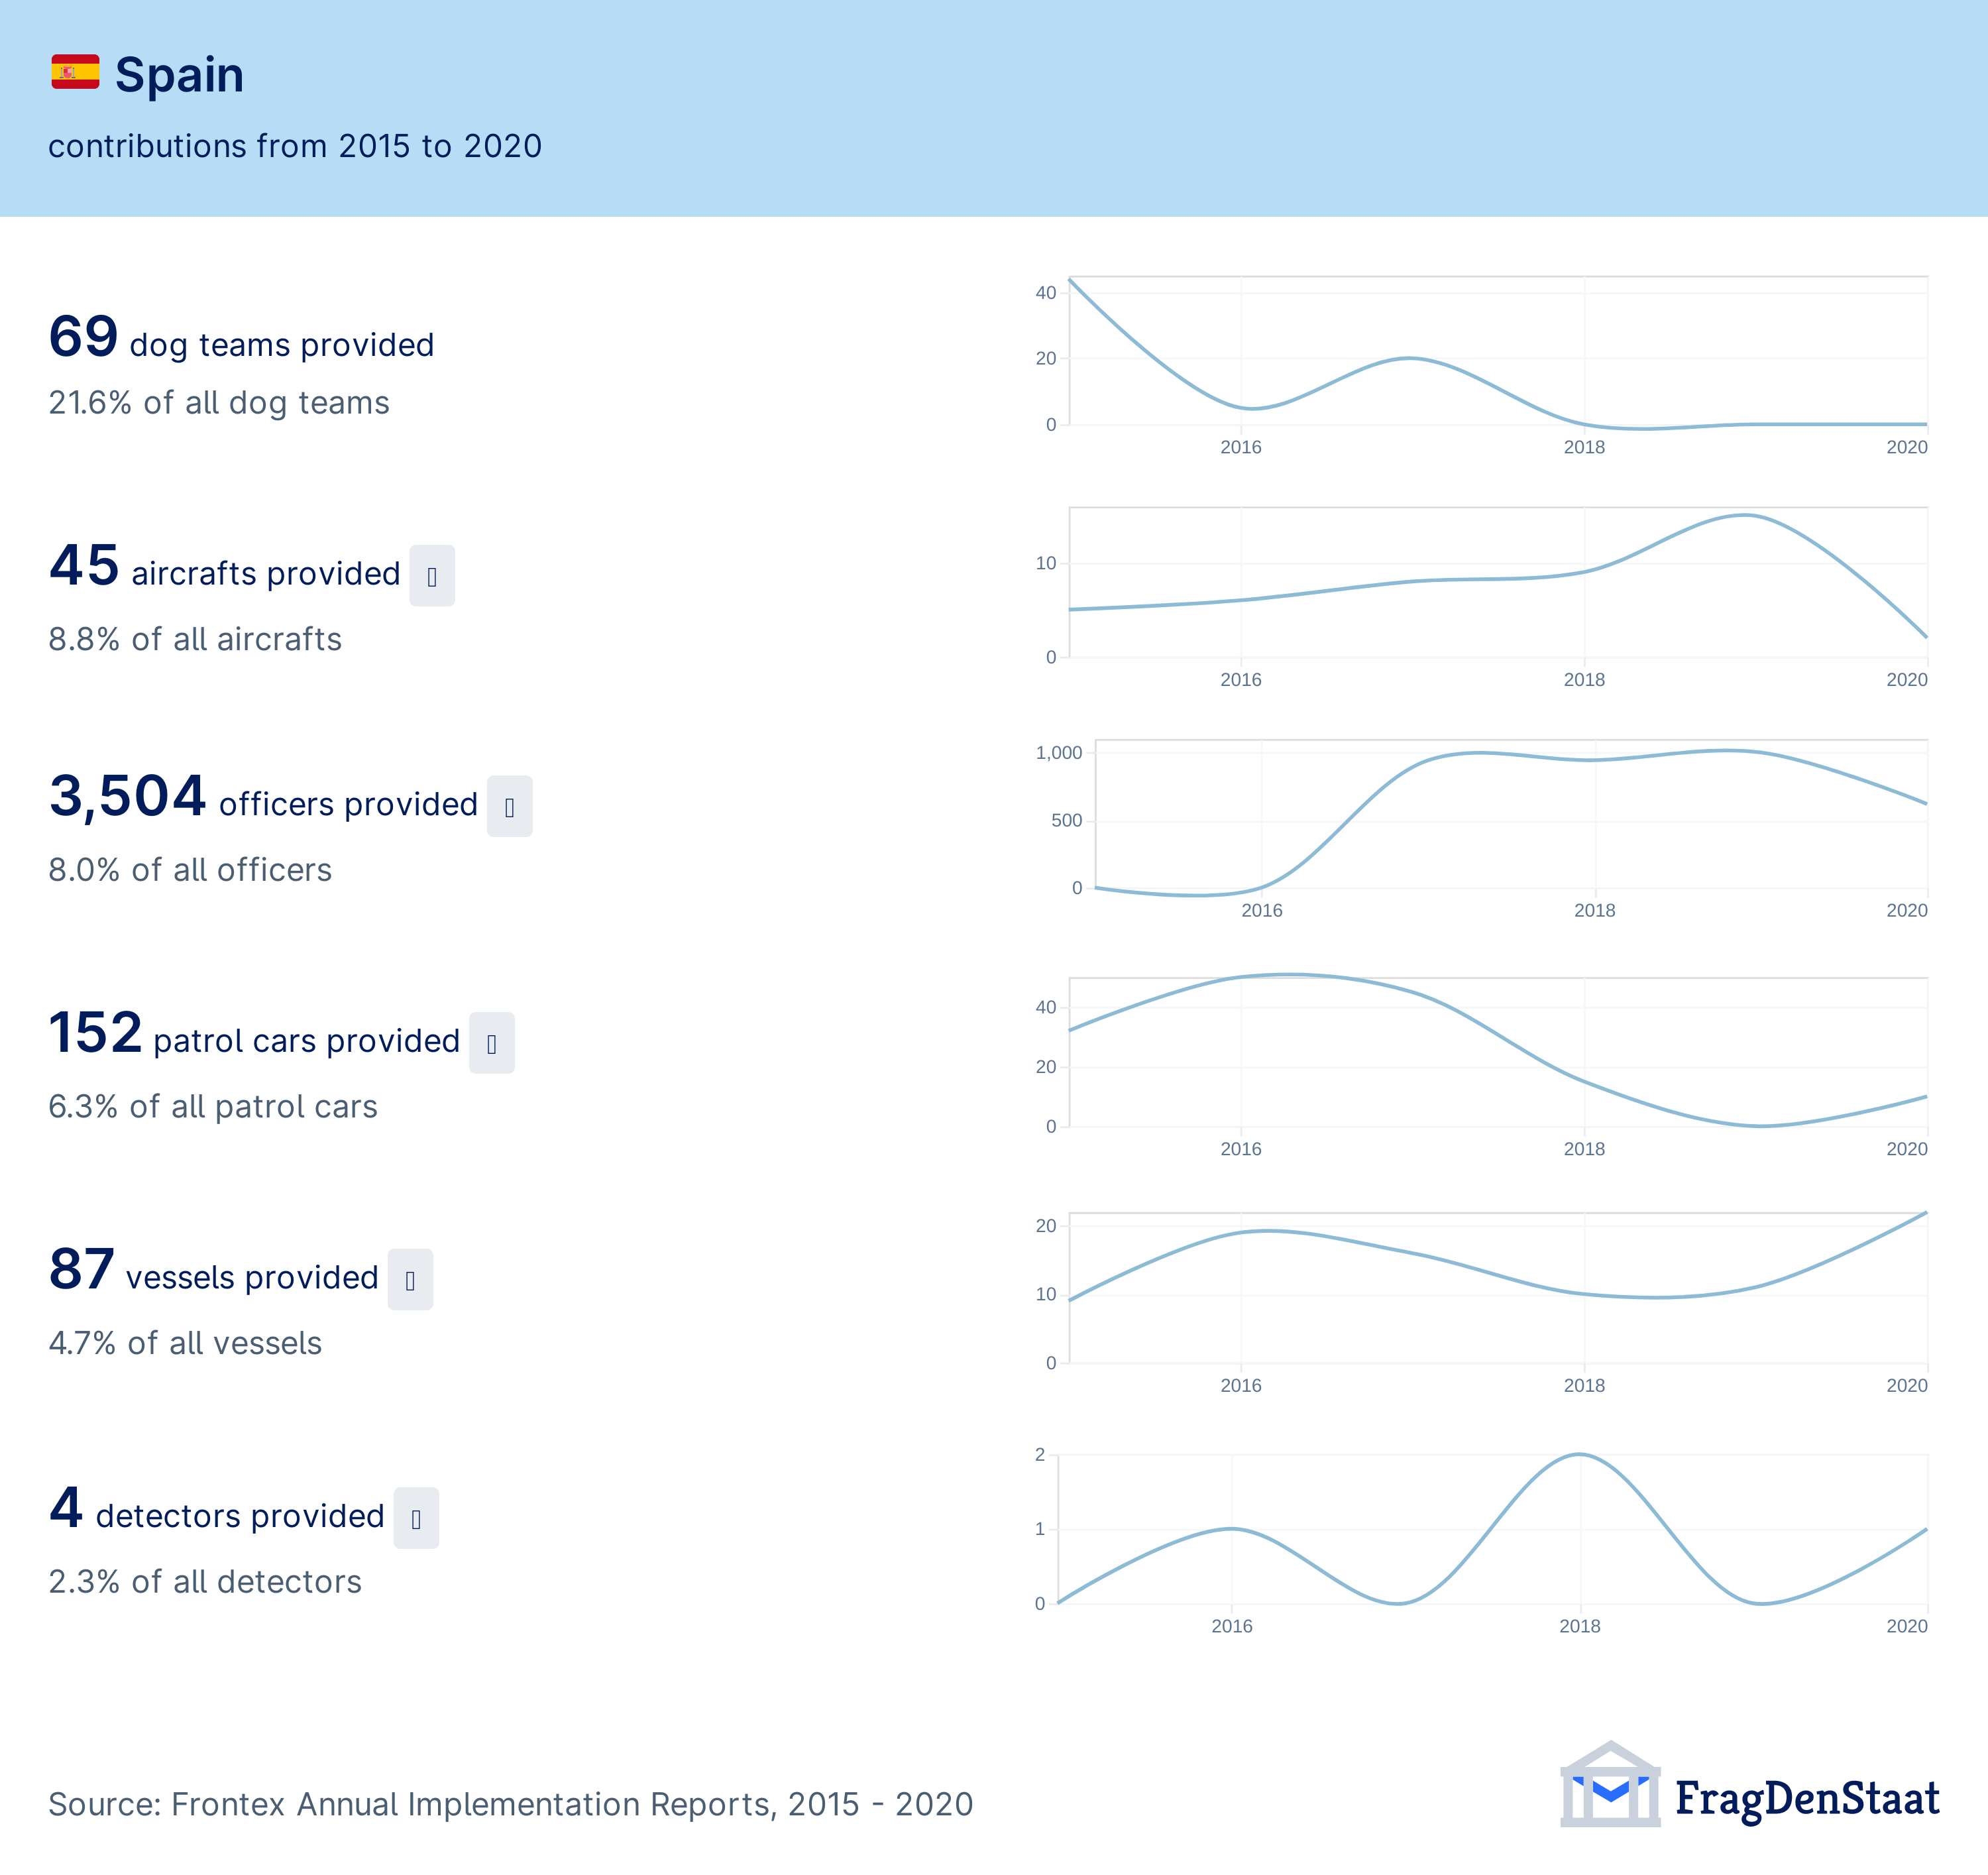 Spain
contributions from 2015 to 2020
69 dog teams provided
21.6% of all dog teams
40
20
0
2016 2018 2020
45 aircrafts provided
8.8% of all aircrafts
10
0
2016 2018 2020
3,504 officers provided
8.0% of all officers
1,000
500
0
2016 2018 2020
152 patrol cars provided
6.3% of all patrol cars
40
20
0
2016 2018 2020
87 vessels provided
4.7% of all vessels
20
10
0
2016 2018 2020
4 detectors provided
2.3% of all detectors
2
1
0
2016 2018 2020
Source: Frontex Annual Implementation Reports, 2015 - 2020
FragDenStaat